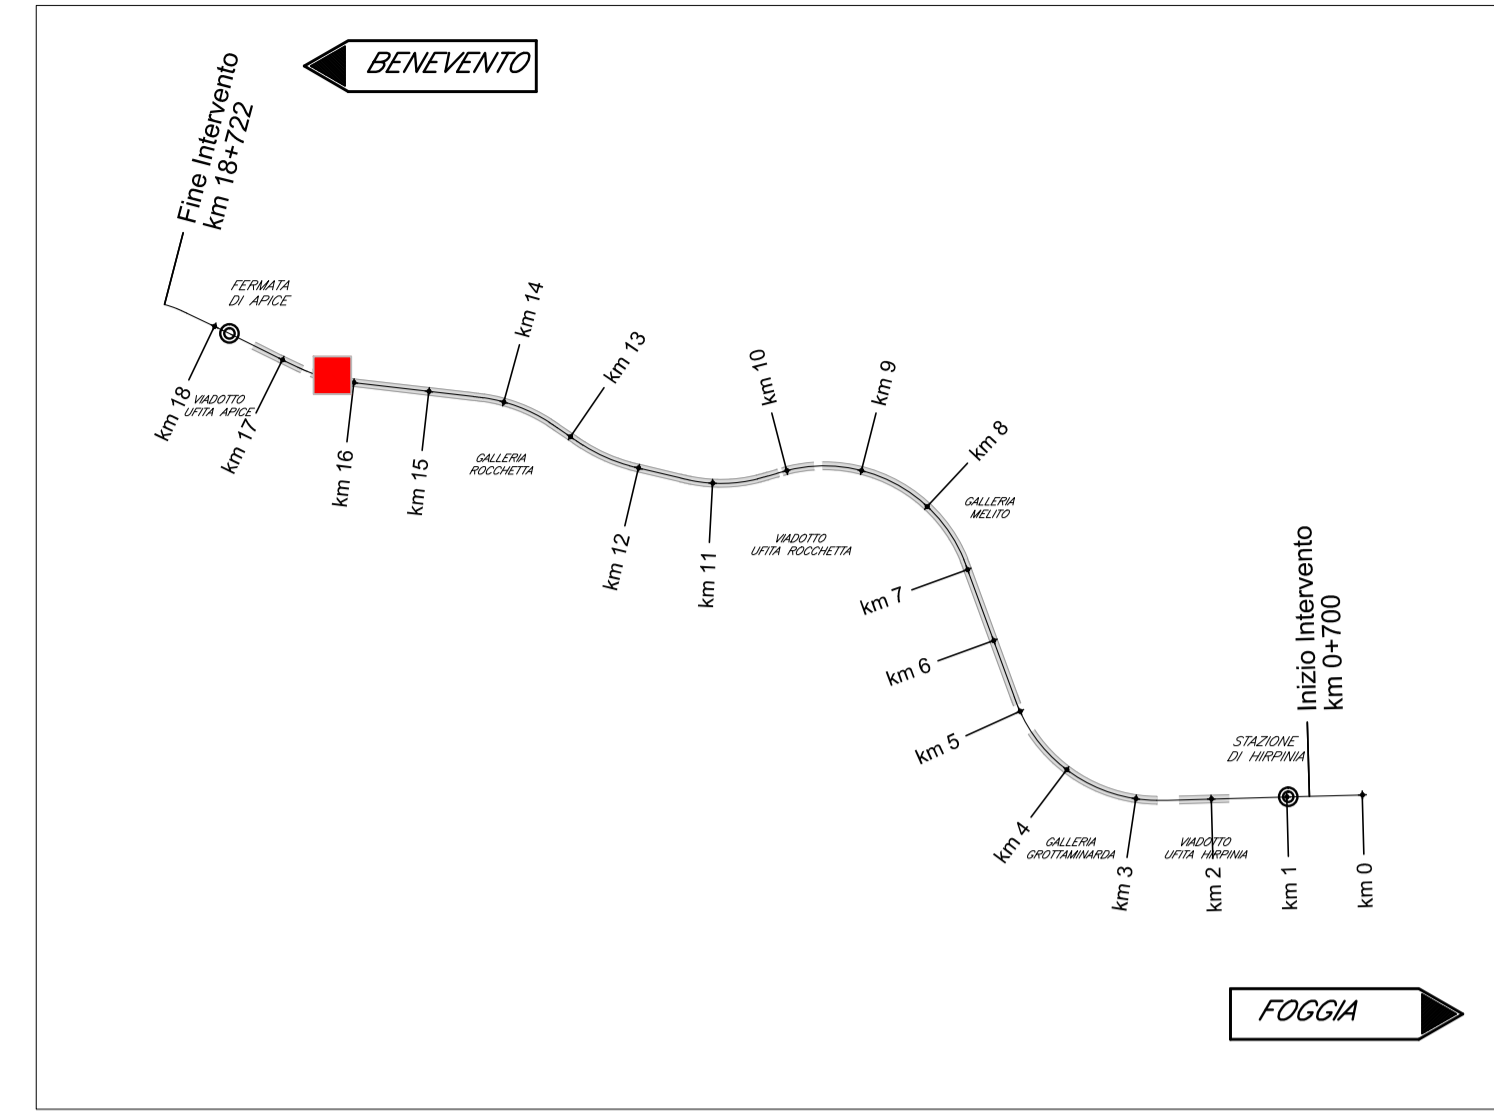 BENEVENTO
Fine Intervento
km 18+722
FERMATA
DI APICE
km 18
VIADOTTO
UFITA APICE
km 17
km 16
km 15
km 14
GALLERIA
ROCCHETTA
km 13
km 12
km 11
km 10
VIADOTTO
UFITA ROCCHETTA
km 9
km 8
GALLERIA
MELITO
km 7
km 6
km 5
km 4
GALLERIA
GROTTAMINARDA
km 3
VIADOTTO
UFITA HIRPINIA
km 2
STAZIONE
DI HIRPINIA
km 1
Inizio Intervento
km 0+700
km 0
FOGGIA